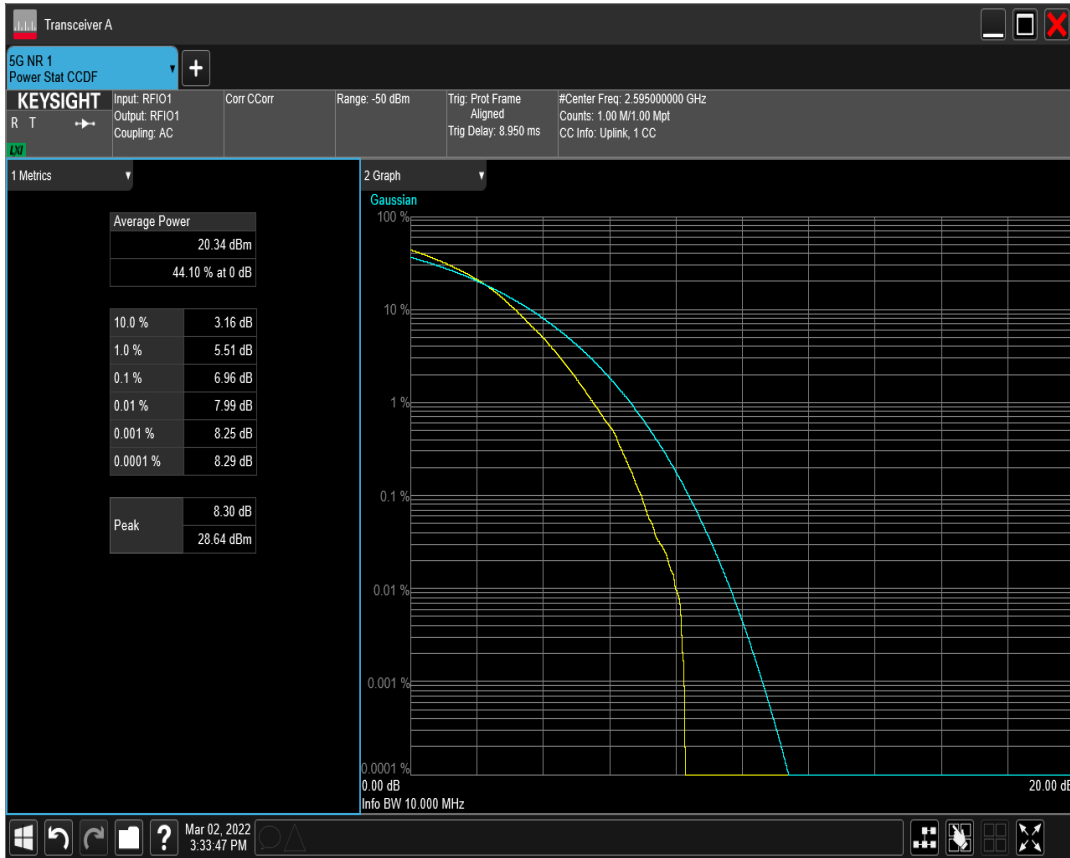 Transceiver A
5G NR 1
Power Stat CCDF
+
KEYSIGHT
R T
LXI
Input: RFIO1
Output: RFIO1
Coupling: AC
Corr CCorr
Range: -50 dBm
Trig: Prot Frame
Aligned
Trig Delay: 8.950 ms
#Center Freq: 2.595000000 GHz
Counts: 1.00 M/1.00 Mpt
CC Info: Uplink, 1 CC
1 Metrics
Average Power
20.34 dBm
44.10 % at 0 dB
10.0 % 3.16 dB
1.0 % 5.51 dB
0.1 % 6.96 dB
0.01 % 7.99 dB
0.001 % 8.25 dB
0.0001 % 8.29 dB
Peak
8.30 dB
28.64 dBm
2 Graph
Gaussian
100 %
10 %
1 %
0.1 %
0.01 %
0.001 %
0.0001 %
0.00 dB
20.00 dB
Info BW 10.000 MHz
?
Mar 02, 2022
3:33:47 PM